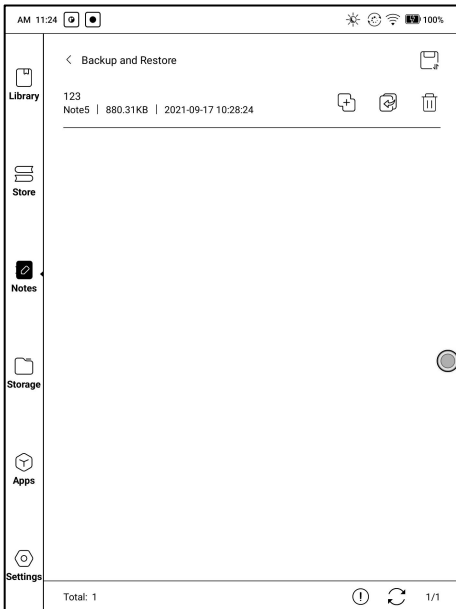 AM 11:24
100%
Backup and Restore
123
Note5 | 880.31KB | 2021-09-17 10:28:24
Library
Store
Notes
Storage
Apps
Settings
Total: 1
1/1